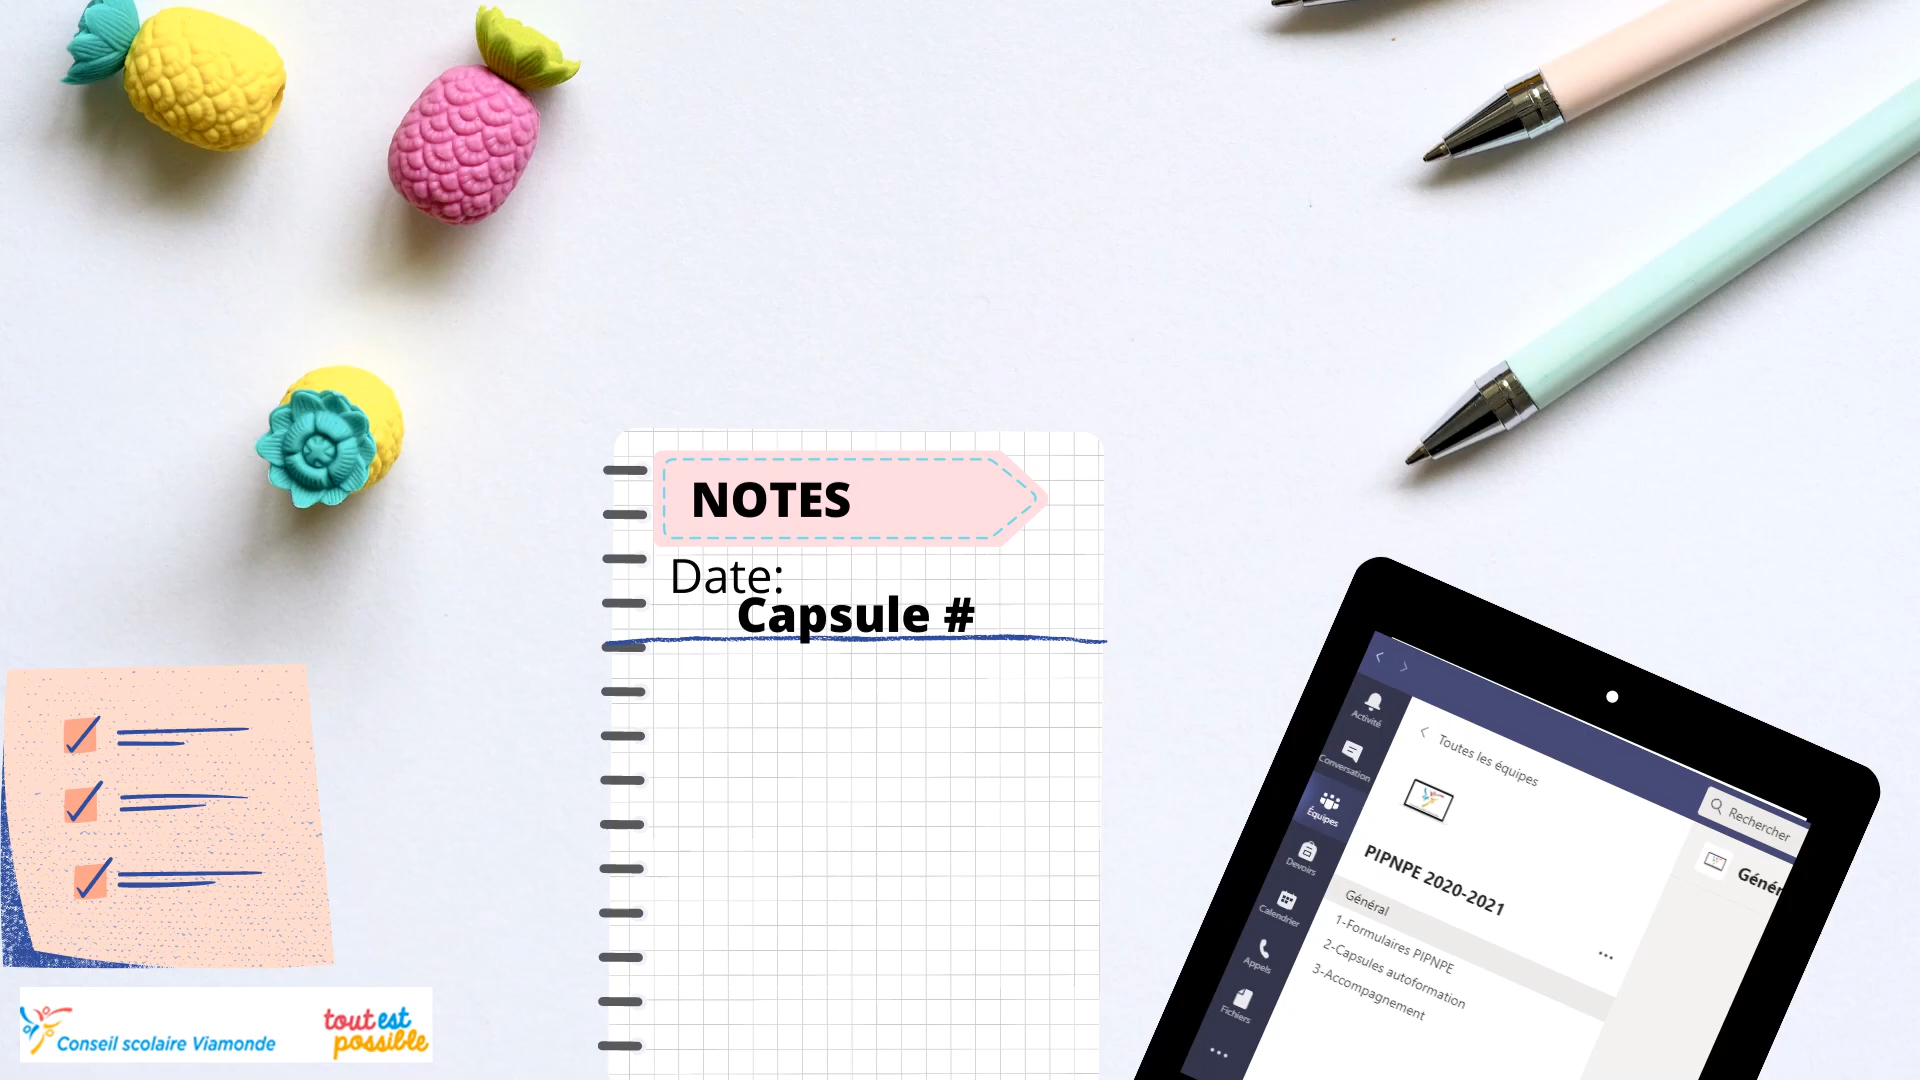 NOTES
Date:
Capsule #
Activité
Conversation
Équipes
Devoirs
Calendrier
Appels
Fichiers
Toutes les équipes
Rechercher
PIPNPE 2020-2021
Général
1-Formulaires PIPNPE
2-Capsules autoformation
3-Accompagnement
Conseil scolaire Viamonde
tout est
possible